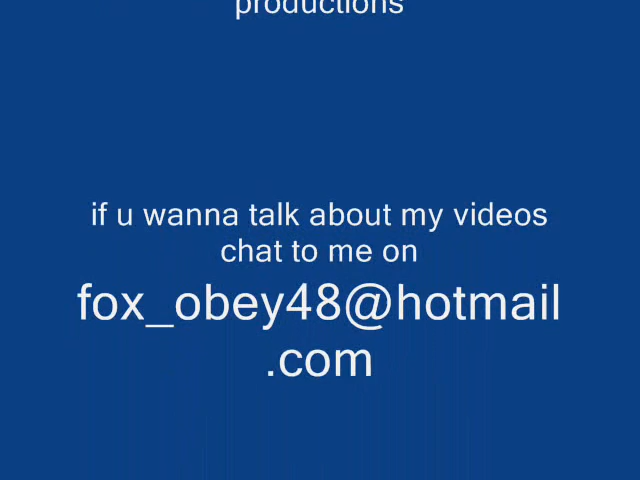 productions
if u wanna talk about my videos
chat to me on
fox_obey48@hotmail
.com